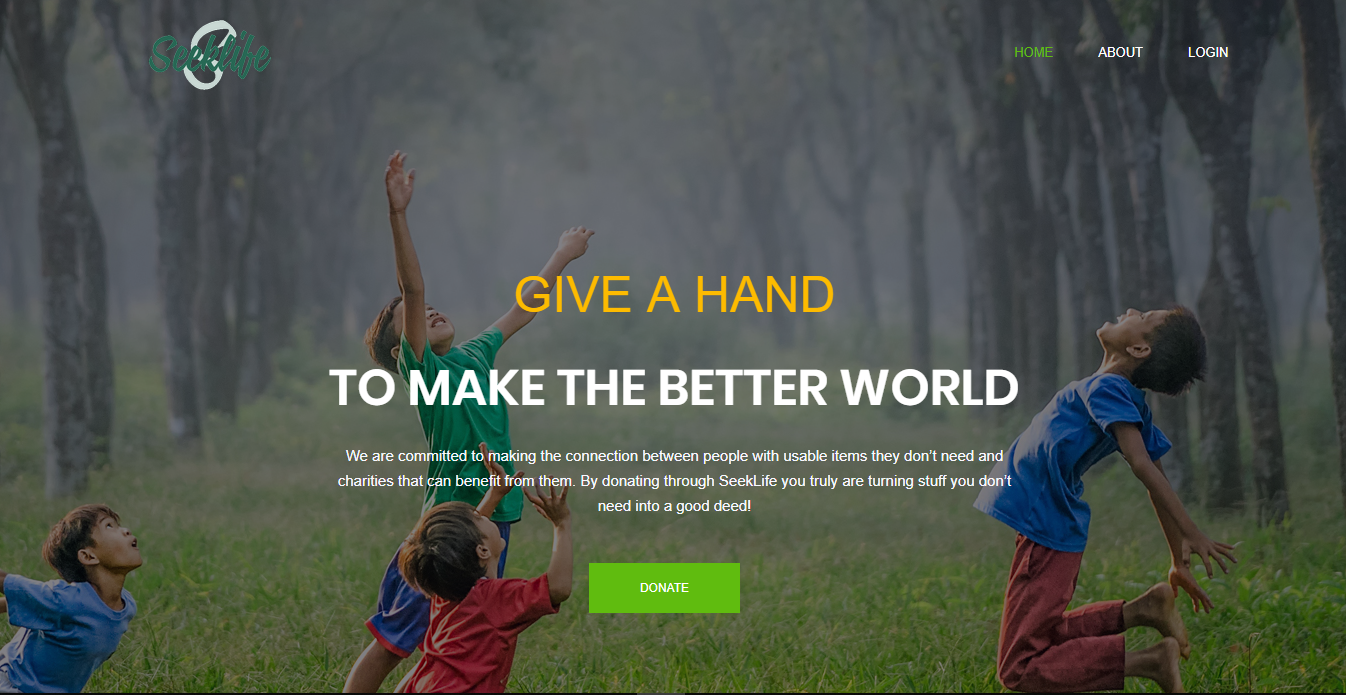 Seeklife
HOME ABOUT LOGIN
GIVE A HAND
TO MAKE THE BETTER WORLD
We are committed to making the connection between people with usable items they don’t need and
charities that can benefit from them. By donating through SeekLife you truly are turning stuff you don’t
need into a good deed!
DONATE